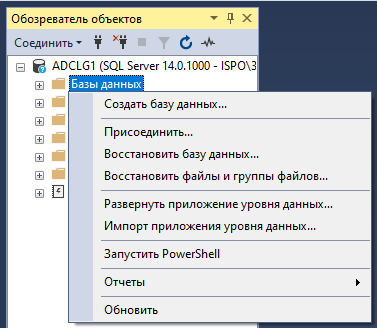 Обозреватель объектов
Соединить
ADCLG1 (SQL Server 14.0.1000 - ISPO\3
Базы данных
Создать базу данных...
Присоединить...
Восстановить базу данных...
Восстановить файлы и группы файлов...
Развернуть приложение уровня данных...
Импорт приложения уровня данных...
Запустить PowerShell
Отчеты
Обновить